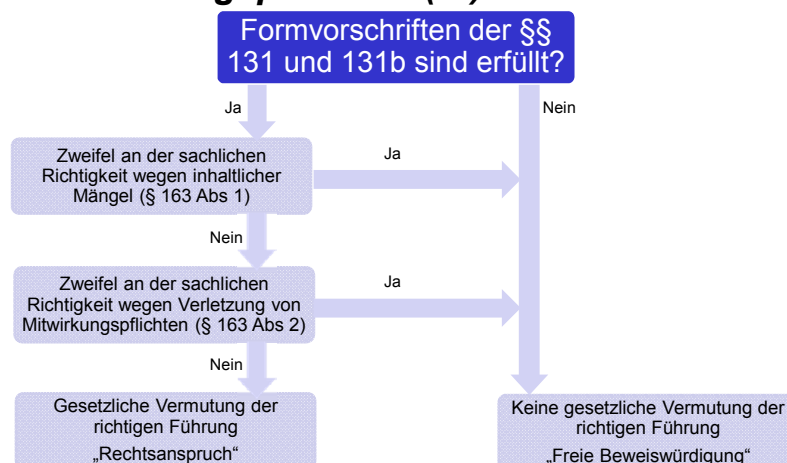 Formvorschriften der §§
131 und 131b sind erfüllt?
Ja
Nein
Zweifel an der sachlichen
Richtigkeit wegen inhaltlicher
Mängel (§ 163 Abs 1)
Ja
Nein
Zweifel an der sachlichen
Richtigkeit wegen Verletzung von
Mitwirkungspflichten (§ 163 Abs 2)
Ja
Nein
Gesetzliche Vermutung der
richtigen Führung
„Rechtsanspruch“
Keine gesetzliche Vermutung der
richtigen Führung
„Freie Beweiswürdigung“